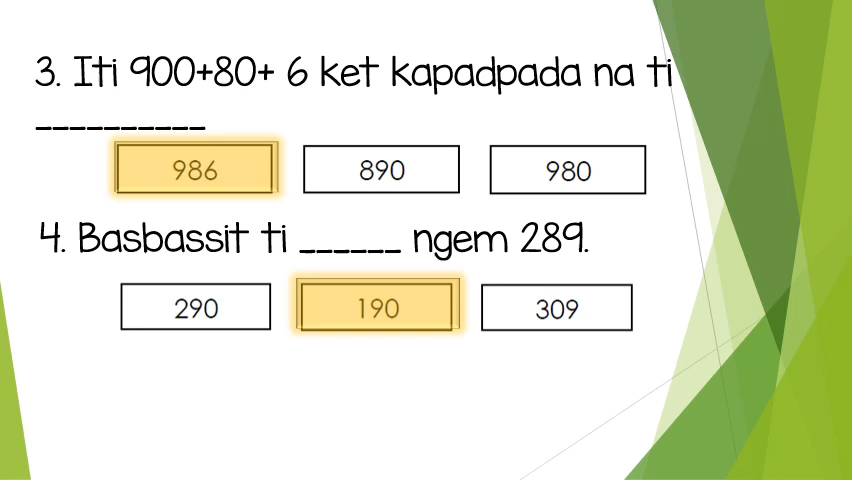 3. Iti 900+80+ 6 ket kapadpada na ti
__________
986 890 980
4. Basbassit ti ______ ngem 289.
290 190 309